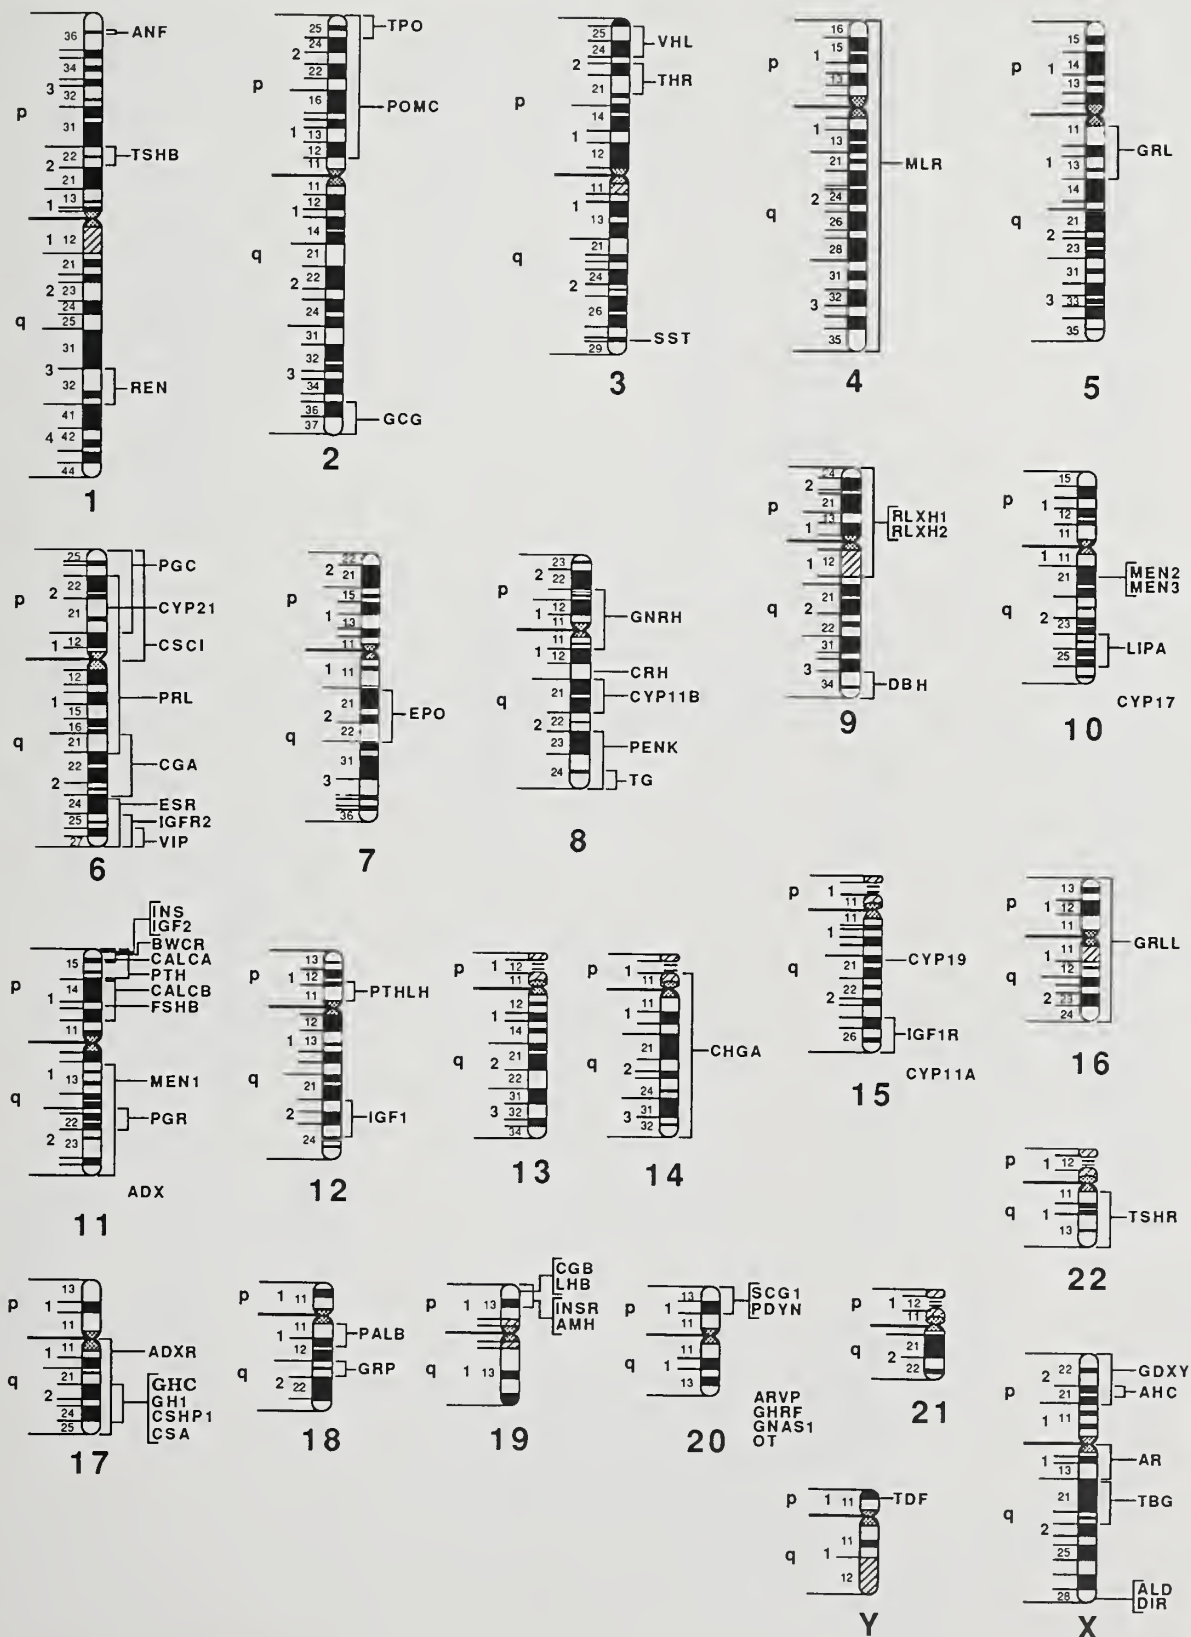 36 ANF
34
3
32
p
31
22 TSHB
2
21
13
1
1 12
21
2 23
24
q 25
31
3
32 REN
41
4 42
44
1
25 TPO
24
2
22
p
16 POMC
1 13
12
11
11
12
1
14
q 21
22
2
24
31
32
3
34
36
37 GCG
2
25 VHL
24
2
21 THR
p
14
1
12
11
1
13
q 21
24
2
26
SST
29
3
16
15
1
p
13
1
13
21 MLR
2 24
q 26
28
31
32
3
35
4
15
p 14
1
13
11
GRL
1 13
14
q 21
2
23
31
3 33
35
5
25 PGC
22
2
p 21 CYP21
1 12 CSCI
12
1 PRL
15
16
q 21
22 CGA
2
24 ESR
25 IGFR2
27 VIP
6
22
2 21
15
p
1 13
11
1 11
21 EPO
2
q 22
31
3
36
7
23
2 22
p
12 GNRH
1
11
11
1 12
CRH
21 CYP11B
q
2 22
23 PENK
24 TG
8
24
2
21 RLXH1
p 13 RLXH2
1
1 12
21
q 2
22
31
3
34 DBH
9
15
p 1
12
11
1 11
21 MEN2
MEN3
q
2
23
25 LIPA
CYP17
10
INS
IGF2
BWCR
15 CALCA
PTH
p 14 CALCB
1 FSHB
11
1
13 MEN1
q
22 PGR
2 23
ADX
11
13
1 12
p 11 PTHLH
12
1 13
q 21
2 IGF1
24
12
p 1 12
11
12
1
14
q 21
2
22
31
3 32
34
13
p 1 12
11
11
1
21 CHGA
q 2
24
31
3 32
14
p 1
11
11
1
q 21 CYP19
22
2
26 IGF1R
CYP11A
15
13
p 1 12
11 GRLL
11
1
12
q
2 23
24
16
13
p 1
11
11 ADXR
1
21 GHC
q GH1
2 CSHP1
24 CSA
25
17
p 1 11
11 PALB
1
12
q GRP
2 22
18
CGB
LHB
p 1 13 INSR
AMH
q 1 13
19
13 SCG1
p 1 PDYN
11
11
q 1
13
ARVP
GHRF
GNAS1
OT
20
p 1 12
11
21
q 2
22
21
p 1 12
11
q 1 TSHR
13
22
p 1 11 TDF
11
q 1
12
Y
22 GDXY
2
p 21 AHC
1 11
1 AR
13
21 TBG
q
2
25
28 ALD
DIR
X